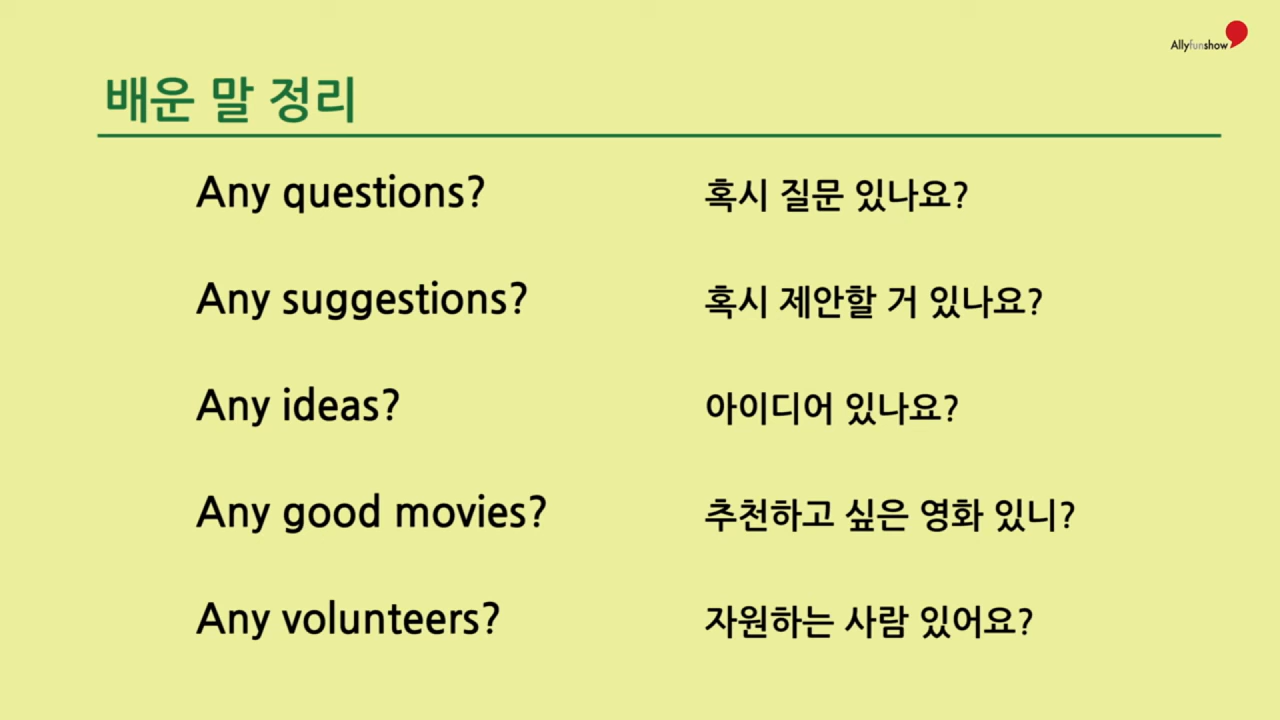 Allyfunshow
배운 말 정리
Any questions? 혹시 질문 있나요?
Any suggestions? 혹시 제안할 거 있나요?
Any ideas? 아이디어 있나요?
Any good movies? 추천하고 싶은 영화 있니?
Any volunteers? 자원하는 사람 있어요?